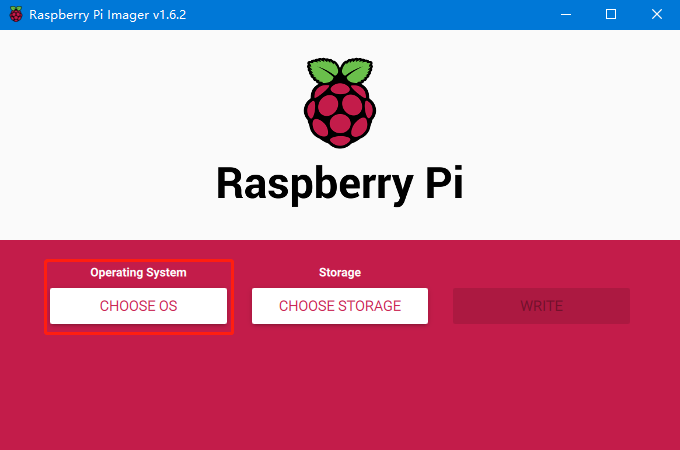 Raspberry Pi Imager v1.6.2
Raspberry Pi
Operating System
CHOOSE OS
Storage
CHOOSE STORAGE
WRITE